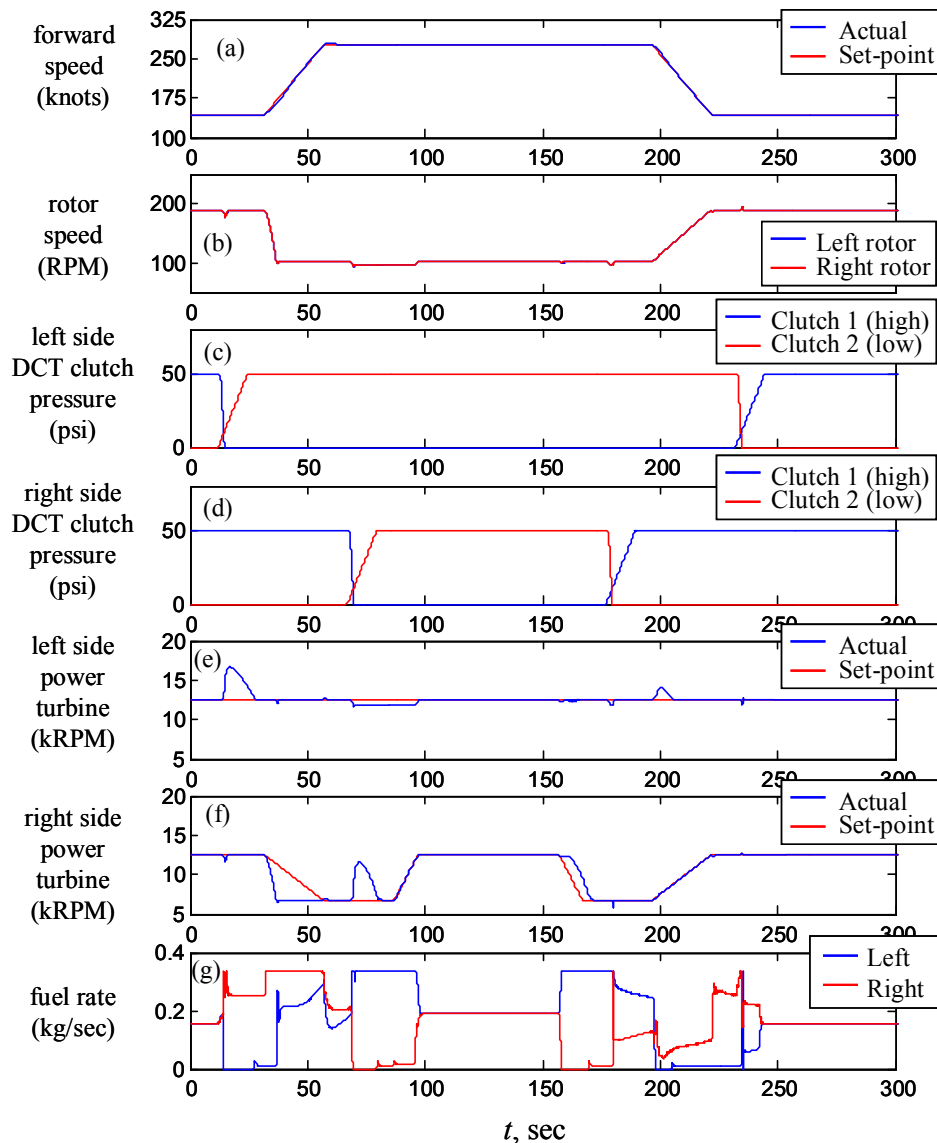 forward
speed
(knots)
325
250
175
100
(a)
Actual
Set-point
0 50 100 150 200 250 300
rotor
speed
(RPM)
200
100
(b)
Left rotor
Right rotor
0 50 100 150 200 250 300
left side
DCT clutch
pressure
(psi)
50
0
(c)
Clutch 1 (high)
Clutch 2 (low)
0 50 100 150 200 250 300
right side
DCT clutch
pressure
(psi)
50
0
(d)
Clutch 1 (high)
Clutch 2 (low)
0 50 100 150 200 250 300
left side
power
turbine
(kRPM)
20
15
10
5
(e)
Actual
Set-point
0 50 100 150 200 250 300
right side
power
turbine
(kRPM)
20
15
10
5
(f)
Actual
Set-point
0 50 100 150 200 250 300
fuel rate
(kg/sec)
0.4
0.2
0
(g)
Left
Right
0 50 100 150 200 250 300
t, sec